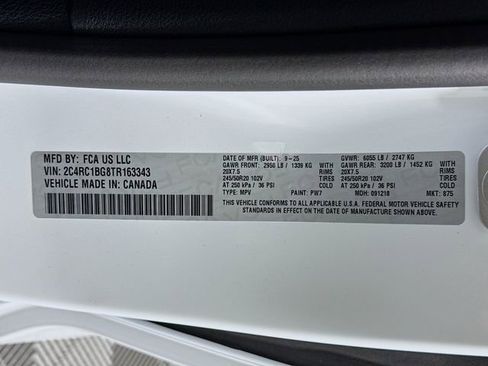 MFD BY: FCA US LLC
VIN: 2C4RC1BG8TR163343
VEHICLE MADE IN: CANADA
DATE OF MFR (BUILT): 9-25 GVWR: 6055 LB / 2747 KG
GAWR FRONT: 2950 LB / 1339 KG GAWR REAR: 3200 LB / 1452 KG
20X7.5 RIMS 20X7.5 RIMS
245/50R20 102V TIRES 245/50R20 102V TIRES
AT 250 kPa / 36 PSI AT 250 kPa / 36 PSI
TYPE: MPV PAINT: PW7 MDH: 091218 MKT: 875
THIS VEHICLE CONFORMS TO ALL APPLICABLE U.S.A. FEDERAL MOTOR VEHICLE SAFETY
STANDARDS IN EFFECT ON THE DATE OF MANUFACTURE SHOWN ABOVE.